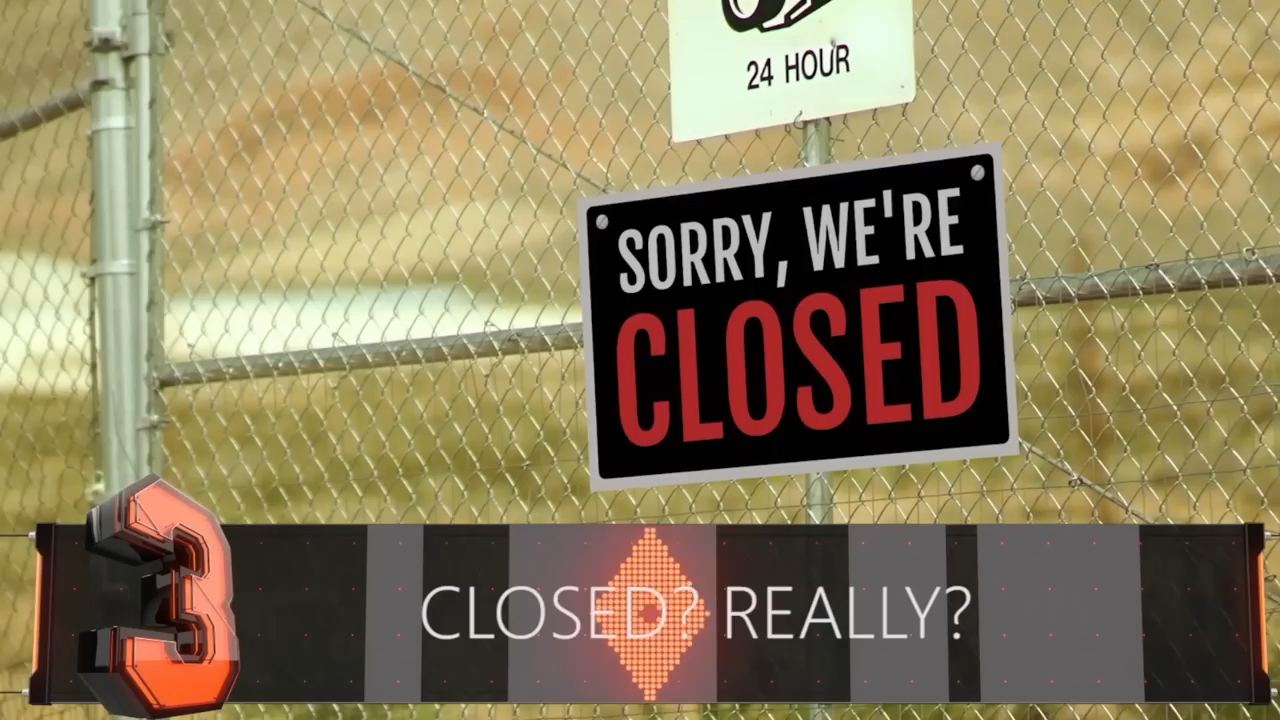 24 HOUR
SORRY, WE'RE
CLOSED
3
CLOSED? REALLY?